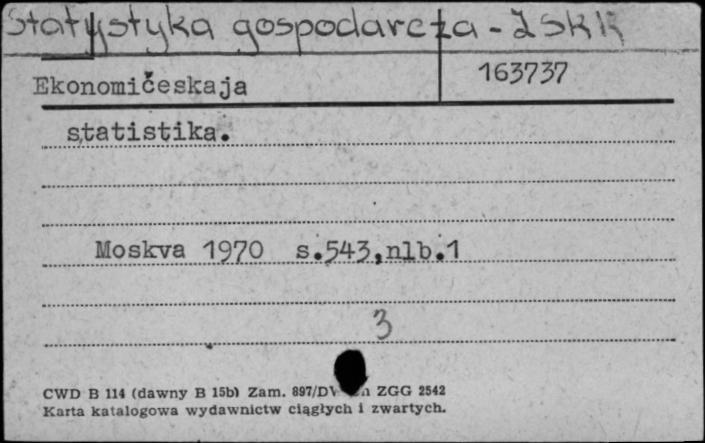 Statystyka gospodarcza - ZSRR
Ekonomičeskaja
163737
statistika.
Moskva 1970 s.543,nlb.1
3
CWD B 114 (dawny B 15b) Zam. 897/D ZGG 2542
Karta katalogowa wydawnictw ciągłych i zwartych.